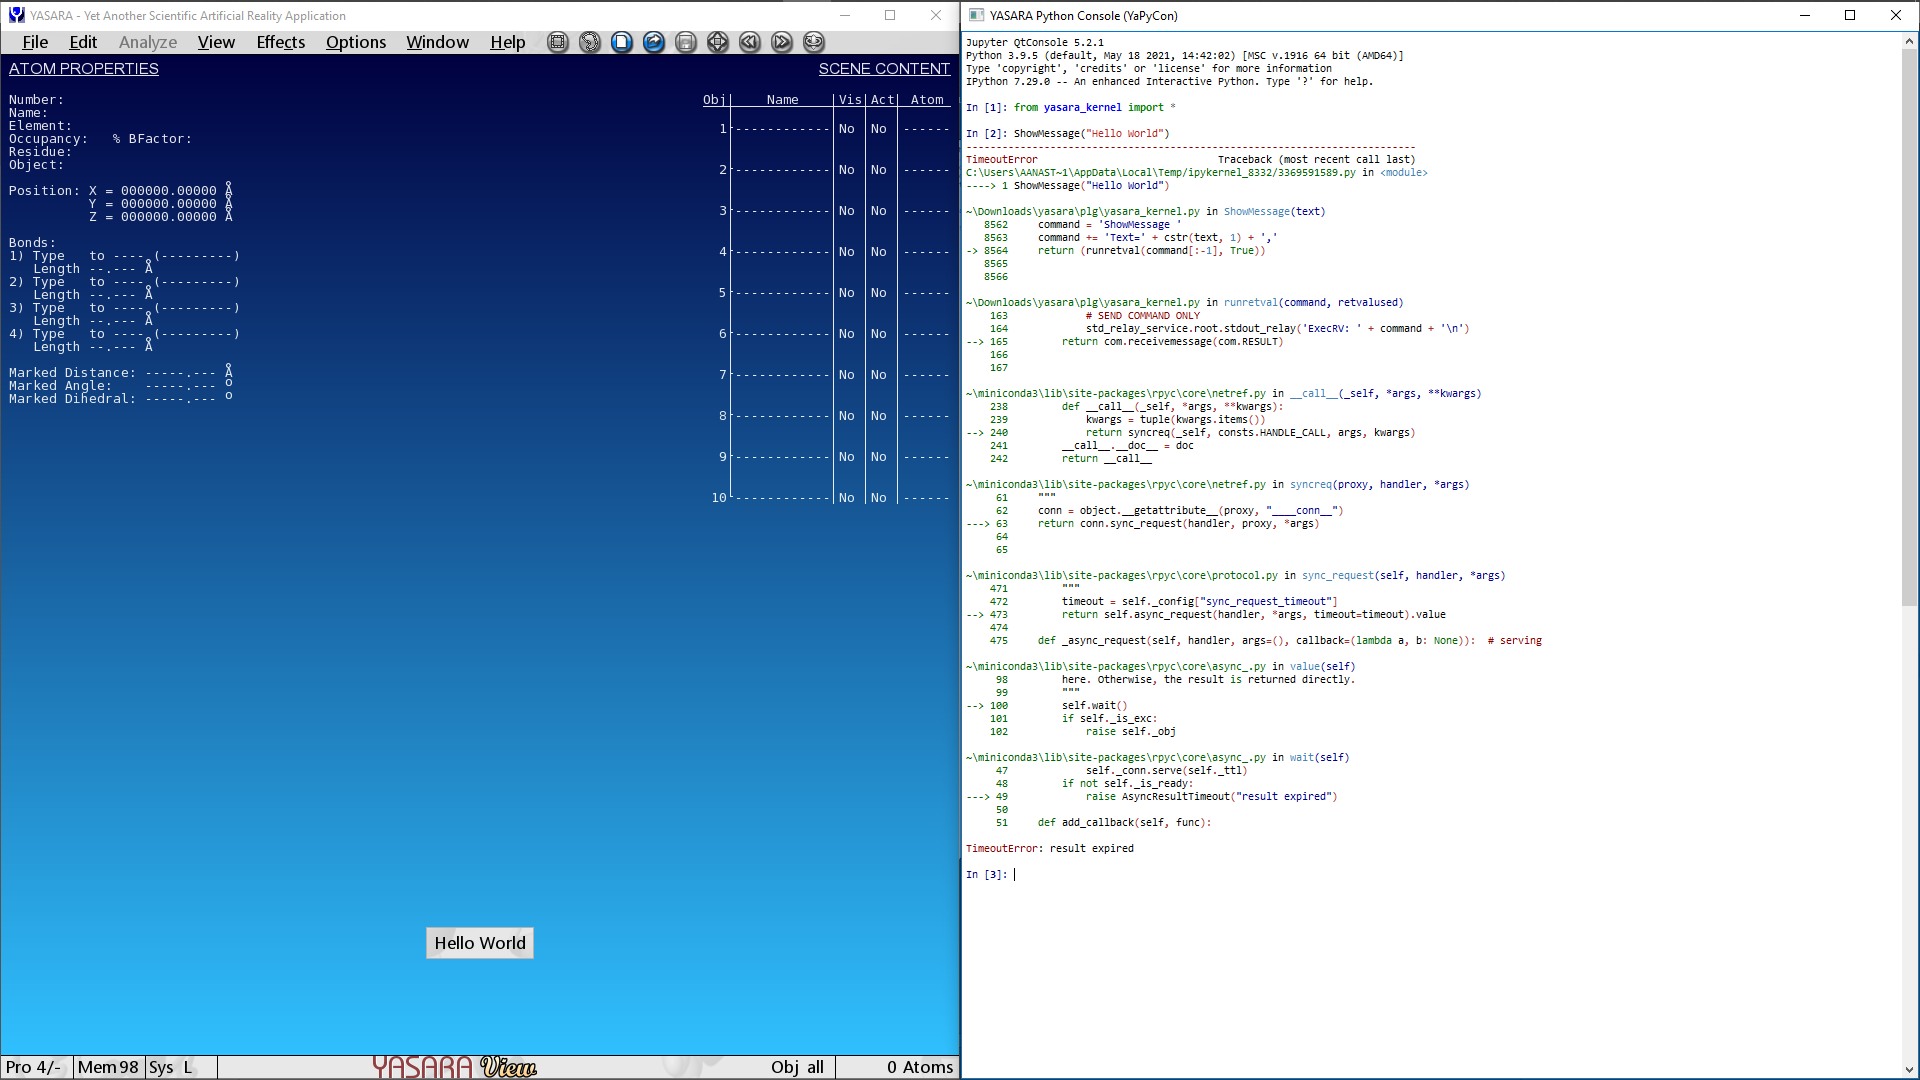 YASARA - Yet Another Scientific Artificial Reality Application
File Edit Analyze View Effects Options Window Help
ATOM PROPERTIES
Number:
Name:
Element:
Occupancy:   % BFactor:
Residue:
Object:
Position: X = 000000.00000 Å
Y = 000000.00000 Å
Z = 000000.00000 Å
Bonds:
1) Type   to ----.(---------)
Length --.--- Å
2) Type   to ----.(---------)
Length --.--- Å
3) Type   to ----.(---------)
Length --.--- Å
4) Type   to ----.(---------)
Length --.--- Å
Marked Distance: -----.--- Å
Marked Angle:    -----.--- º
Marked Dihedral: -----.--- º
SCENE CONTENT
Obj Name Vis Act Atom
1 ------------ No No ------
2 ------------ No No ------
3 ------------ No No ------
4 ------------ No No ------
5 ------------ No No ------
6 ------------ No No ------
7 ------------ No No ------
8 ------------ No No ------
9 ------------ No No ------
10 ------------ No No ------
Hello World
Pro 4/- Mem 98 Sys L YASARA View Obj all 0 Atoms
YASARA Python Console (YaPyCon)
Jupyter QtConsole 5.2.1
Python 3.9.5 (default, May 18 2021, 14:42:02) [MSC v.1916 64 bit (AMD64)]
Type 'copyright', 'credits' or 'license' for more information
IPython 7.29.0 -- An enhanced Interactive Python. Type '?' for help.
In [1]: from yasara_kernel import *
In [2]: ShowMessage("Hello World")
---------------------------------------------------------------------------
TimeoutError                              Traceback (most recent call last)
C:\Users\AANAST~1\AppData\Local\Temp/ipykernel_8332/3369591589.py in <module>
----> 1 ShowMessage("Hello World")
~\Downloads\yasara\plg\yasara_kernel.py in ShowMessage(text)
8562     command = 'ShowMessage '
8563     command += 'Text=' + cstr(text, 1) + ','
-> 8564     return (runretval(command[:-1], True))
8565
8566
~\Downloads\yasara\plg\yasara_kernel.py in runretval(command, retvalused)
163             # SEND COMMAND ONLY
164             std_relay_service.root.stdout_relay('ExecRV: ' + command + '\n')
--> 165         return com.receivemessage(com.RESULT)
166
167
~\miniconda3\lib\site-packages\rpyc\core\netref.py in __call__(_self, *args, **kwargs)
238         def __call__(_self, *args, **kwargs):
239             kwargs = tuple(kwargs.items())
--> 240             return syncreq(_self, consts.HANDLE_CALL, args, kwargs)
241         __call__.__doc__ = doc
242         return __call__
~\miniconda3\lib\site-packages\rpyc\core\netref.py in syncreq(proxy, handler, *args)
61     """
62     conn = object.__getattribute__(proxy, "____conn__")
---> 63     return conn.sync_request(handler, proxy, *args)
64
65
~\miniconda3\lib\site-packages\rpyc\core\protocol.py in sync_request(self, handler, *args)
471         """
472         timeout = self._config["sync_request_timeout"]
--> 473         return self.async_request(handler, *args, timeout=timeout).value
474
475     def _async_request(self, handler, args=(), callback=(lambda a, b: None)):  # serving
~\miniconda3\lib\site-packages\rpyc\core\async_.py in value(self)
98         here. Otherwise, the result is returned directly.
99         """
--> 100         self.wait()
101         if self._is_exc:
102             raise self._obj
~\miniconda3\lib\site-packages\rpyc\core\async_.py in wait(self)
47             self._conn.serve(self._ttl)
48         if not self._is_ready:
---> 49             raise AsyncResultTimeout("result expired")
50
51     def add_callback(self, func):
TimeoutError: result expired
In [3]: